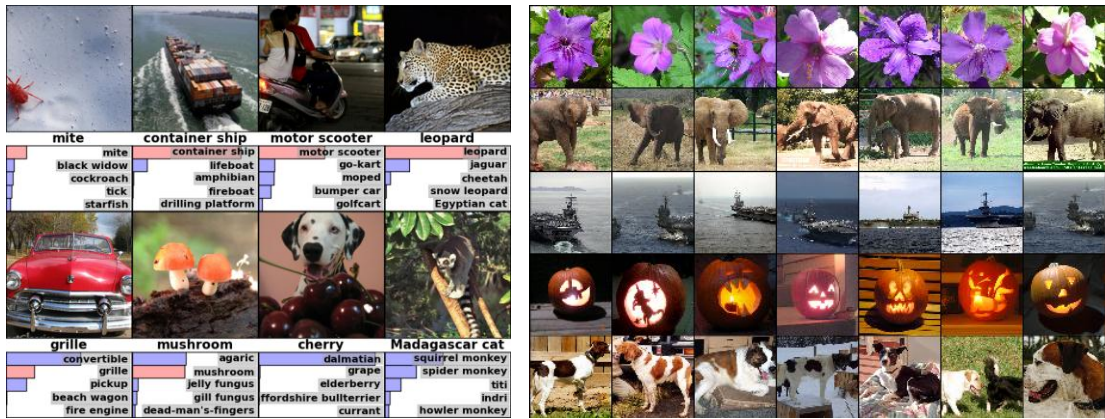 mite
container ship
motor scooter
leopard
mite
black widow
cockroach
tick
starfish
container ship
lifeboat
amphibian
fireboat
drilling platform
motor scooter
go-kart
moped
bumper car
golfcart
leopard
jaguar
cheetah
snow leopard
Egyptian cat
grille
mushroom
cherry
Madagascar cat
convertible
grille
pickup
beach wagon
fire engine
agaric
mushroom
jelly fungus
gill fungus
dead-man's-fingers
dalmatian
grape
elderberry
ffordshire bullterrier
currant
squirrel monkey
spider monkey
titi
indri
howler monkey